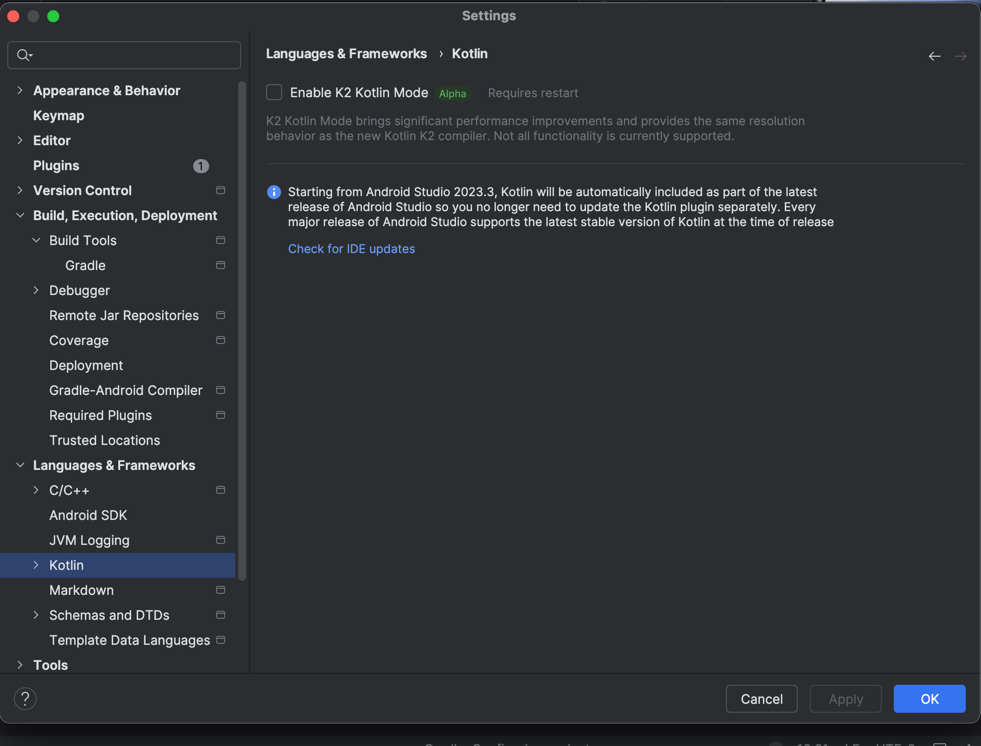 Settings
Languages & Frameworks › Kotlin
Appearance & Behavior
Keymap
Editor
Plugins 1
Version Control
Build, Execution, Deployment
Build Tools
Gradle
Debugger
Remote Jar Repositories
Coverage
Deployment
Gradle-Android Compiler
Required Plugins
Trusted Locations
Languages & Frameworks
C/C++
Android SDK
JVM Logging
Kotlin
Markdown
Schemas and DTDs
Template Data Languages
Tools
Enable K2 Kotlin Mode Alpha Requires restart
K2 Kotlin Mode brings significant performance improvements and provides the same resolution
behavior as the new Kotlin K2 compiler. Not all functionality is currently supported.
Starting from Android Studio 2023.3, Kotlin will be automatically included as part of the latest
release of Android Studio so you no longer need to update the Kotlin plugin separately. Every
major release of Android Studio supports the latest stable version of Kotlin at the time of release
Check for IDE updates
?
Cancel Apply OK